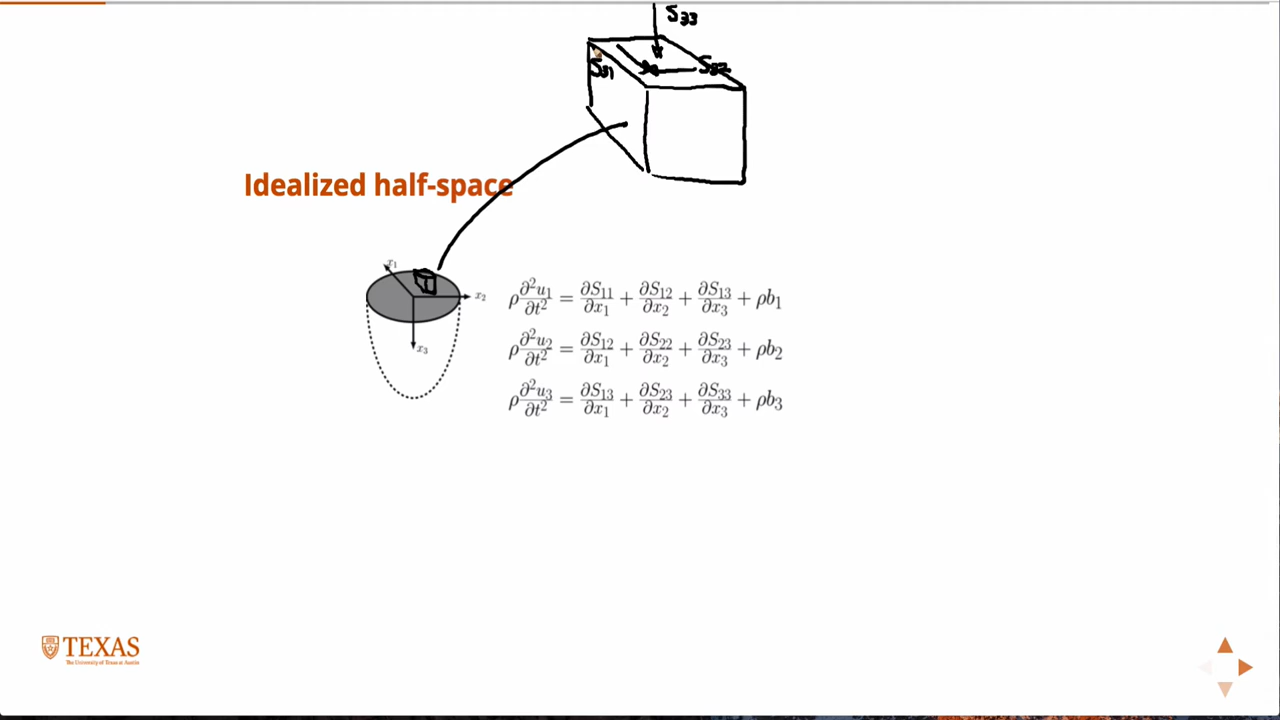 S33
S31 S32
Idealized half-space
x₁
x₂
x₃
ρ ∂²u₁/∂t² = ∂S₁₁/∂x₁ + ∂S₁₂/∂x₂ + ∂S₁₃/∂x₃ + ρb₁
ρ ∂²u₂/∂t² = ∂S₁₂/∂x₁ + ∂S₂₂/∂x₂ + ∂S₂₃/∂x₃ + ρb₂
ρ ∂²u₃/∂t² = ∂S₁₃/∂x₁ + ∂S₂₃/∂x₂ + ∂S₃₃/∂x₃ + ρb₃
TEXAS
The University of Texas at Austin